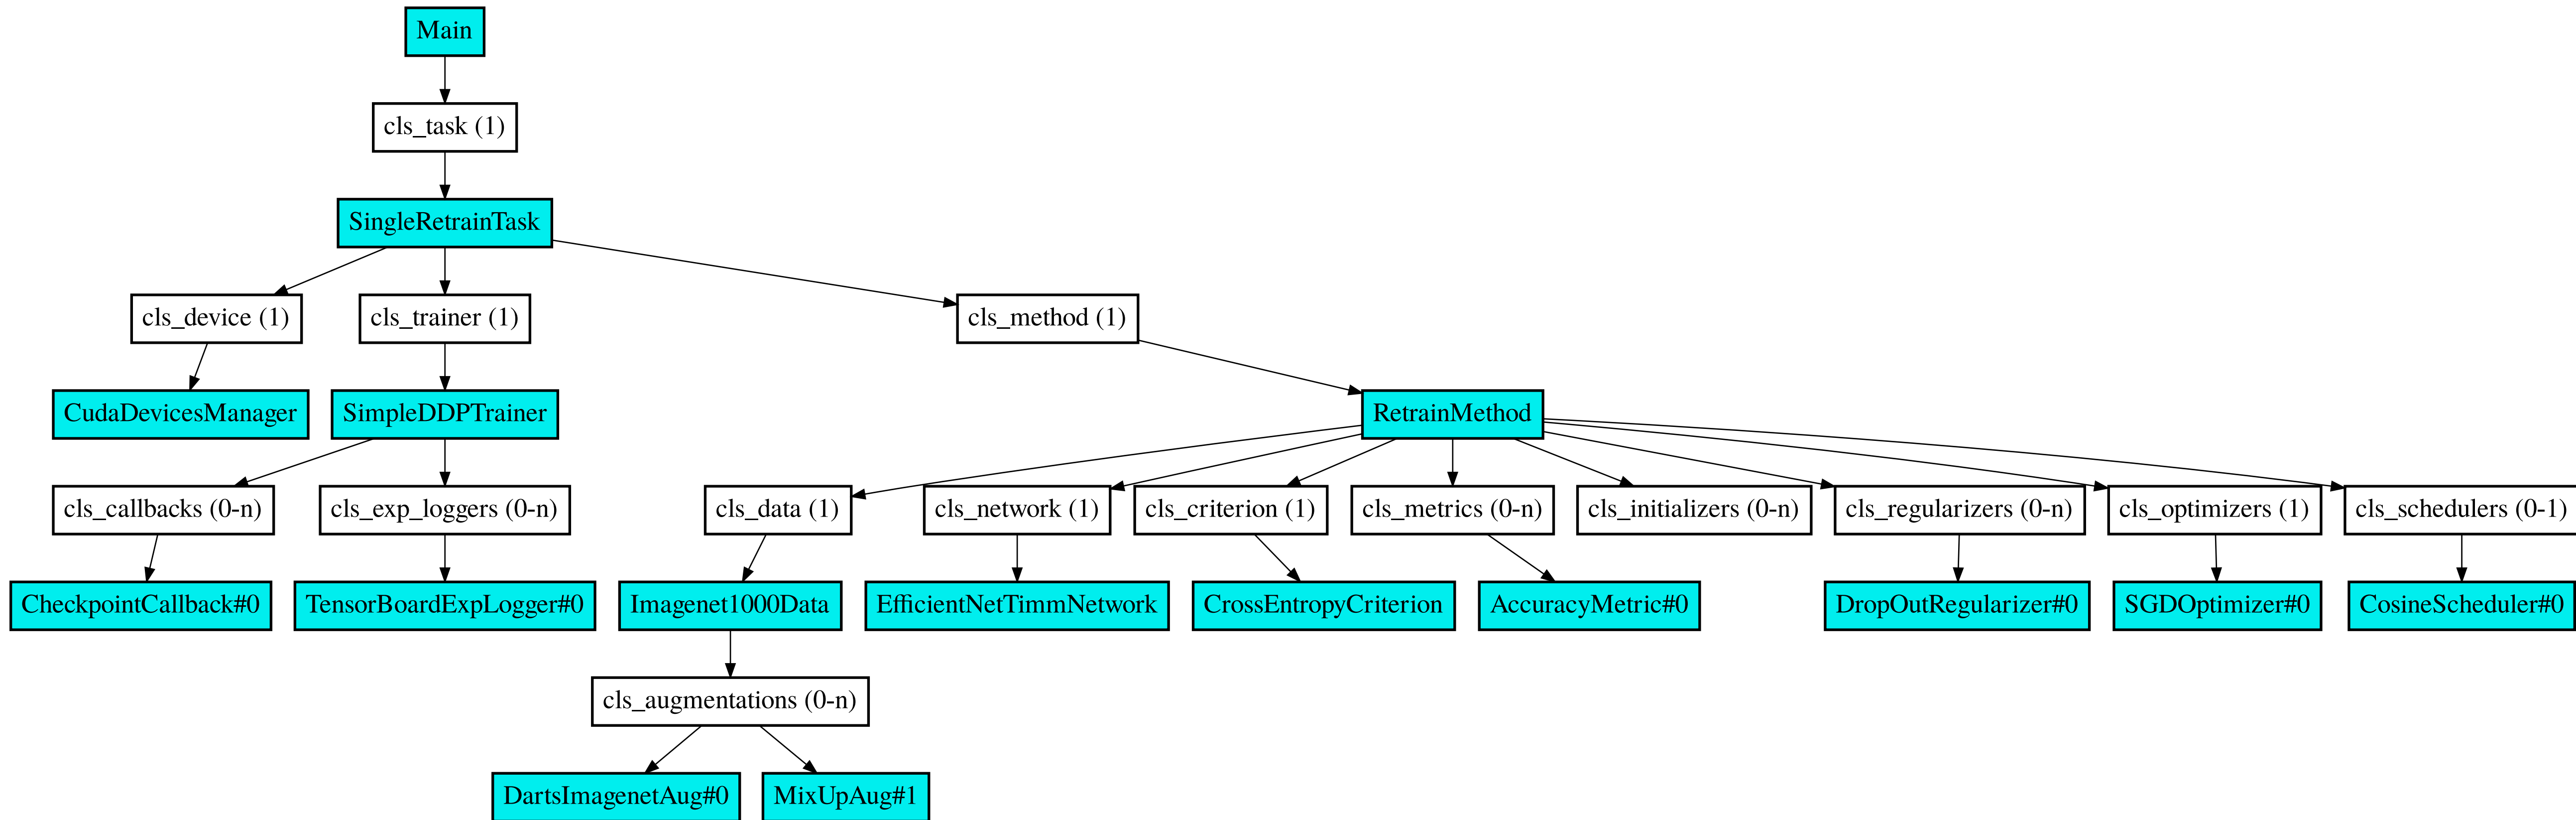 Main
cls_task (1)
SingleRetrainTask
cls_device (1)
cls_trainer (1)
cls_method (1)
CudaDevicesManager
SimpleDDPTrainer
RetrainMethod
cls_callbacks (0-n)
cls_exp_loggers (0-n)
cls_data (1)
cls_network (1)
cls_criterion (1)
cls_metrics (0-n)
cls_initializers (0-n)
cls_regularizers (0-n)
cls_optimizers (1)
cls_schedulers (0-1)
CheckpointCallback#0
TensorBoardExpLogger#0
Imagenet1000Data
EfficientNetTimmNetwork
CrossEntropyCriterion
AccuracyMetric#0
DropOutRegularizer#0
SGDOptimizer#0
CosineScheduler#0
cls_augmentations (0-n)
DartsImagenetAug#0
MixUpAug#1